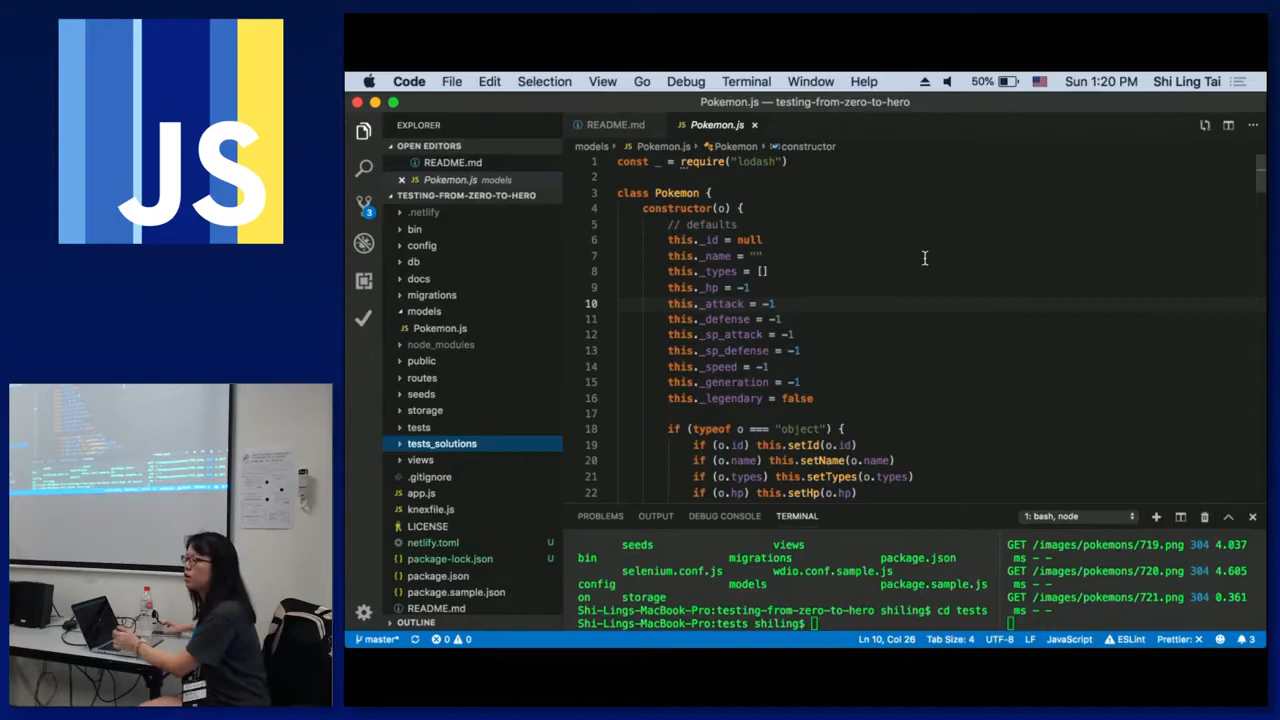 JS
Code File Edit Selection View Go Debug Terminal Window Help 50% Sun 1:20 PM Shi Ling Tai
Pokemon.js — testing-from-zero-to-hero
EXPLORER
OPEN EDITORS
README.md
Pokemon.js models
TESTING-FROM-ZERO-TO-HERO
.netlify
bin
config
db
docs
migrations
models
Pokemon.js
node_modules
public
routes
seeds
storage
tests
tests_solutions
views
.gitignore
app.js
knexfile.js
LICENSE
netlify.toml U
package-lock.json U
package.json
package.sample.json
README.md
OUTLINE
3
README.md Pokemon.js
models Pokemon.js Pokemon constructor
1 const _ = require("lodash")
2
3 class Pokemon {
4 constructor(o) {
5 // defaults
6 this._id = null
7 this._name = ""
8 this._types = []
9 this._hp = -1
10 this._attack = -1
11 this._defense = -1
12 this._sp_attack = -1
13 this._sp_defense = -1
14 this._speed = -1
15 this._generation = -1
16 this._legendary = false
17
18 if (typeof o === "object") {
19 if (o.id) this.setId(o.id)
20 if (o.name) this.setName(o.name)
21 if (o.types) this.setTypes(o.types)
22 if (o.hp) this.setHp(o.hp)
PROBLEMS OUTPUT DEBUG CONSOLE TERMINAL 1: bash, node
seeds views
bin migrations package.json
selenium.conf.js wdio.conf.sample.js
config models package.sample.js
on storage
Shi-Lings-MacBook-Pro:testing-from-zero-to-hero shiling$ cd tests
Shi-Lings-MacBook-Pro:tests shiling$
GET /images/pokemons/719.png 304 4.037
ms - -
GET /images/pokemons/720.png 304 4.605
ms - -
GET /images/pokemons/721.png 304 0.361
ms - -
master* 0 0 Ln 10, Col 26 Tab Size: 4 UTF-8 LF JavaScript ESLint Prettier: 3